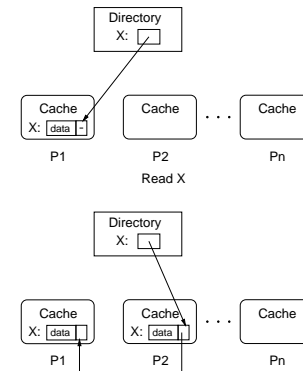 Directory
X:
Cache Cache . . . Cache
X: data -
P1 P2 Pn
Read X
Directory
X:
Cache Cache . . . Cache
X: data X: data
P1 P2 Pn